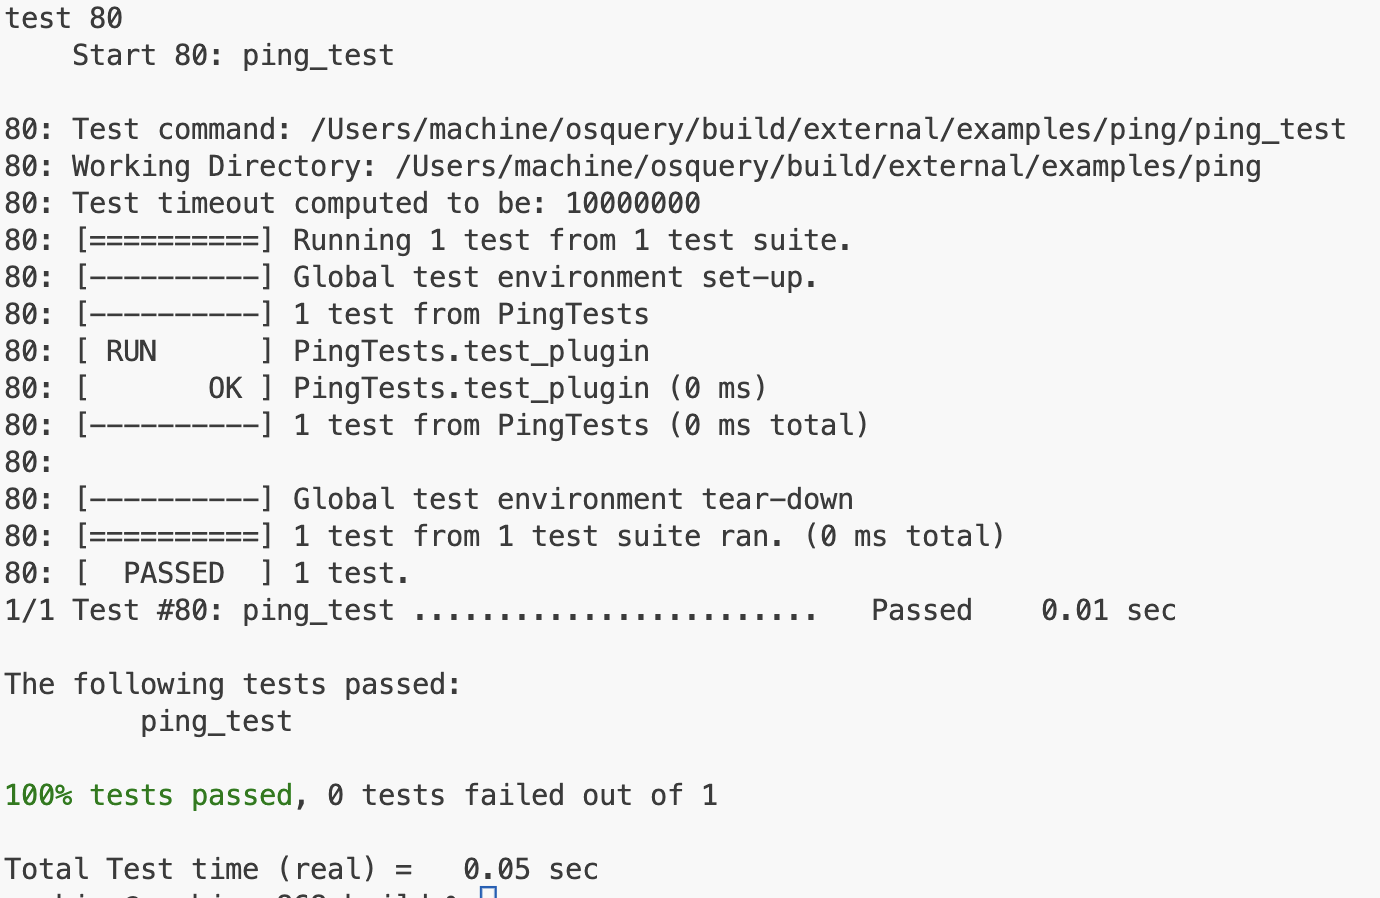 test 80
    Start 80: ping_test

80: Test command: /Users/machine/osquery/build/external/examples/ping/ping_test
80: Working Directory: /Users/machine/osquery/build/external/examples/ping
80: Test timeout computed to be: 10000000
80: [==========] Running 1 test from 1 test suite.
80: [----------] Global test environment set-up.
80: [----------] 1 test from PingTests
80: [ RUN      ] PingTests.test_plugin
80: [       OK ] PingTests.test_plugin (0 ms)
80: [----------] 1 test from PingTests (0 ms total)
80:
80: [----------] Global test environment tear-down
80: [==========] 1 test from 1 test suite ran. (0 ms total)
80: [  PASSED  ] 1 test.
1/1 Test #80: ping_test ........................   Passed    0.01 sec

The following tests passed:
        ping_test

100% tests passed, 0 tests failed out of 1

Total Test time (real) =   0.05 sec